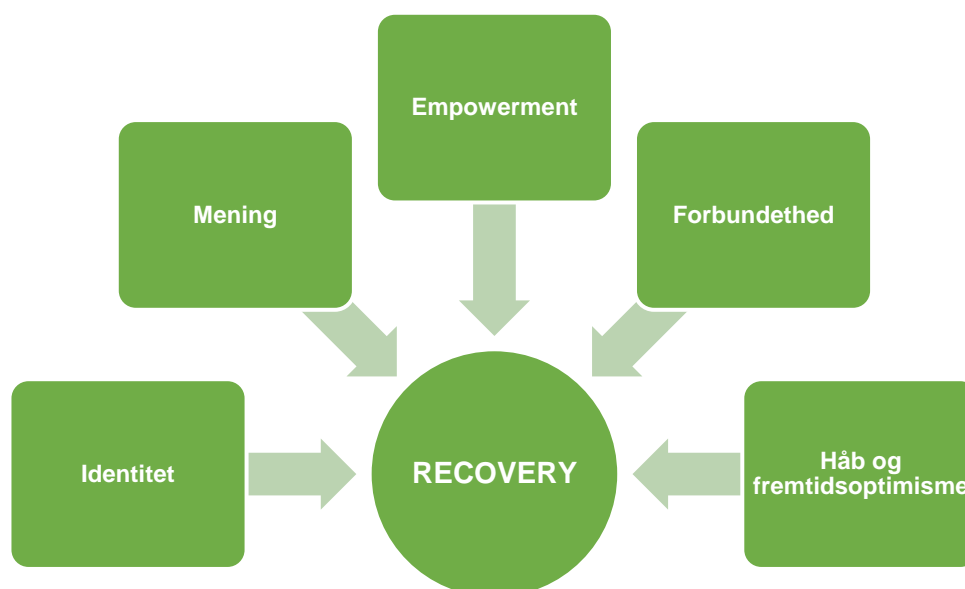 Empowerment
Mening
Forbundethed
Identitet
RECOVERY
Håb og
fremtidsoptimisme